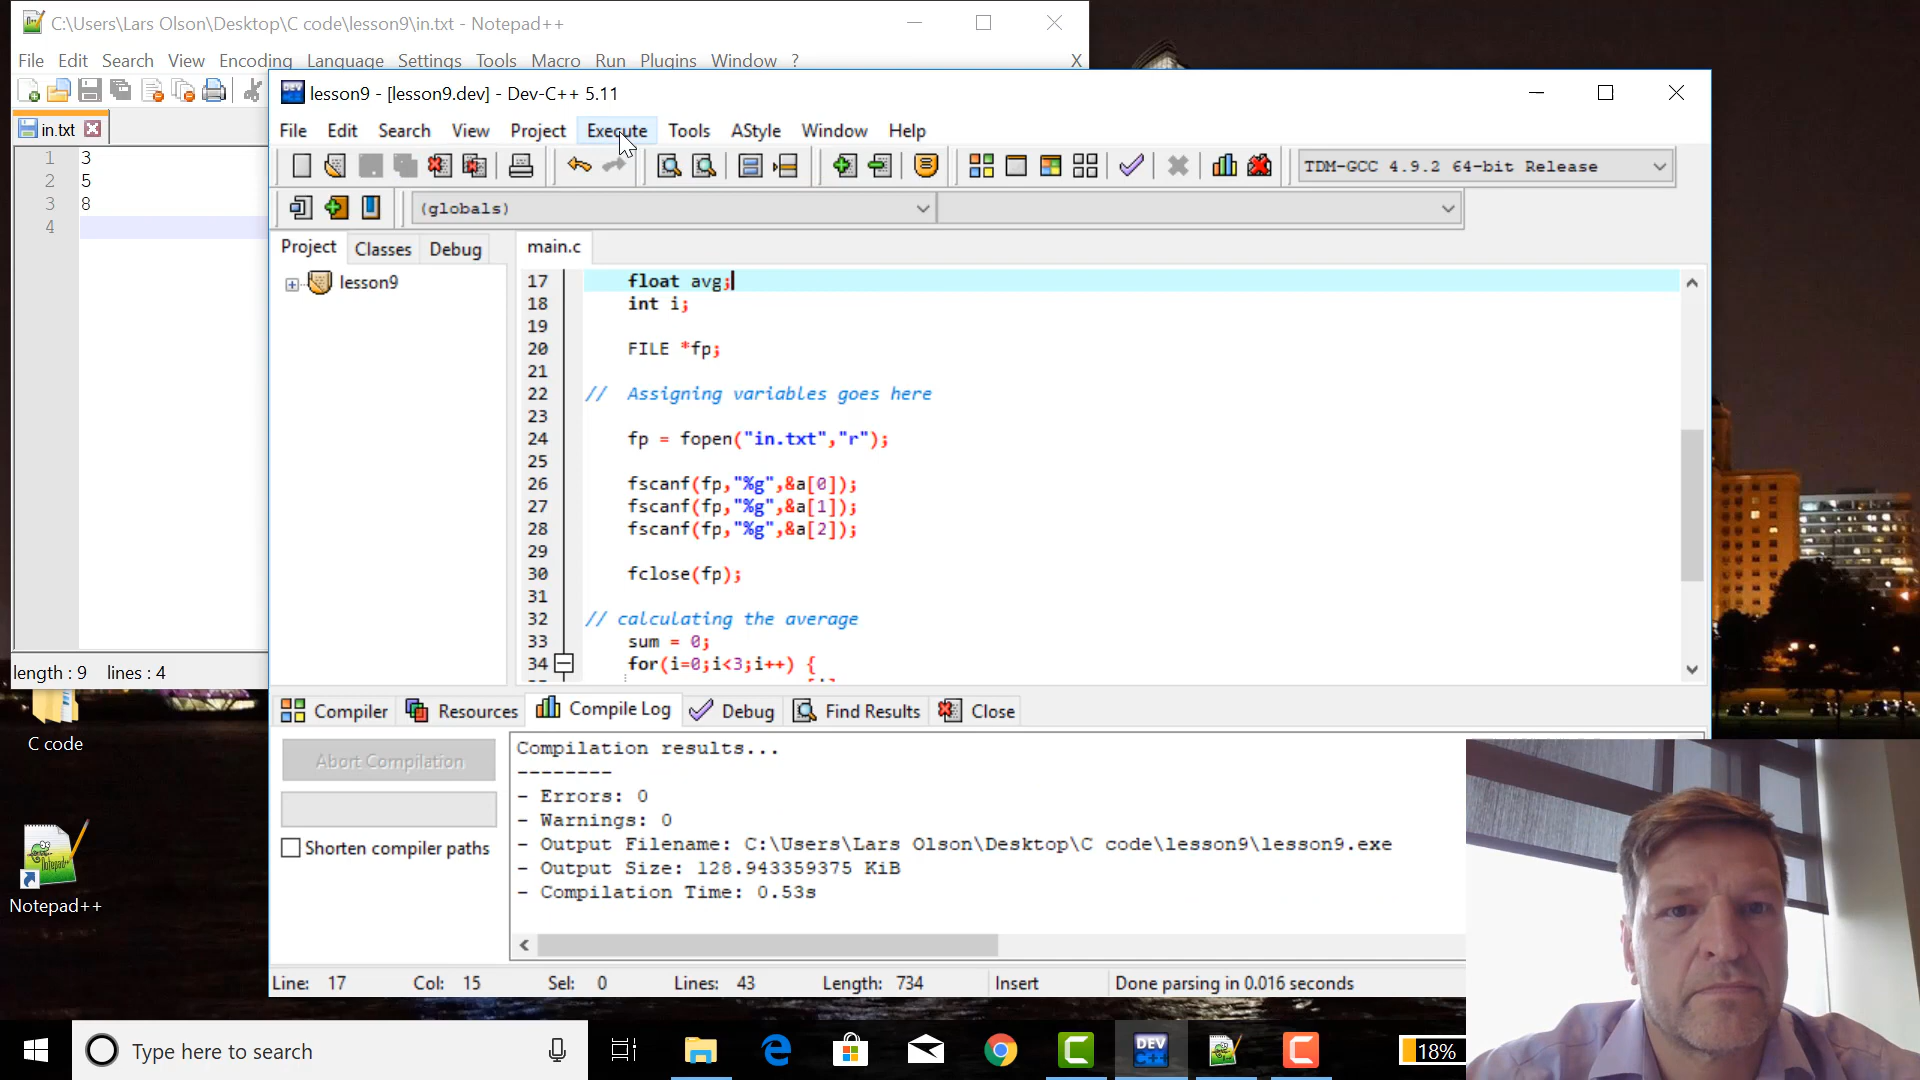 C:\Users\Lars Olson\Desktop\C code\lesson9\in.txt - Notepad++
File Edit Search View Encoding Language Settings Tools Macro Run Plugins Window ? X
in.txt
1 3
2 5
3 8
4
length : 9 lines : 4
lesson9 - [lesson9.dev] - Dev-C++ 5.11
File Edit Search View Project Execute Tools AStyle Window Help
TDM-GCC 4.9.2 64-bit Release
(globals)
Project Classes Debug
main.c
lesson9
17 float avg;
18 int i;
19
20 FILE *fp;
21
22 // Assigning variables goes here
23
24 fp = fopen("in.txt","r");
25
26 fscanf(fp,"%g",&a[0]);
27 fscanf(fp,"%g",&a[1]);
28 fscanf(fp,"%g",&a[2]);
29
30 fclose(fp);
31
32 // calculating the average
33 sum = 0;
34 for(i=0;i<3;i++) {
Compiler Resources Compile Log Debug Find Results Close
Abort Compilation
Shorten compiler paths
Compilation results...
--------
- Errors: 0
- Warnings: 0
- Output Filename: C:\Users\Lars Olson\Desktop\C code\lesson9\lesson9.exe
- Output Size: 128.943359375 KiB
- Compilation Time: 0.53s
Line: 17 Col: 15 Sel: 0 Lines: 43 Length: 734 Insert Done parsing in 0.016 seconds
C code
Notepad++
Type here to search
DEV
C++
18%